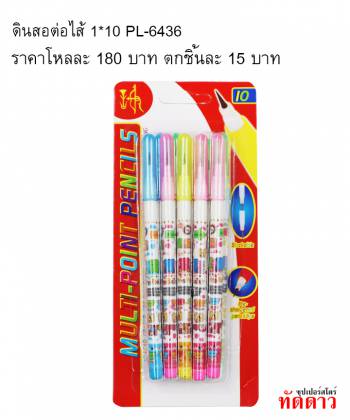 ดินสอต่อไส้ 1*10 PL-6436
ราคาโหลละ 180 บาท ตกชิ้นละ 15 บาท
10
MULTI-POINT PENCILS
ซุปเปอร์สโตร์
ทัดดาว